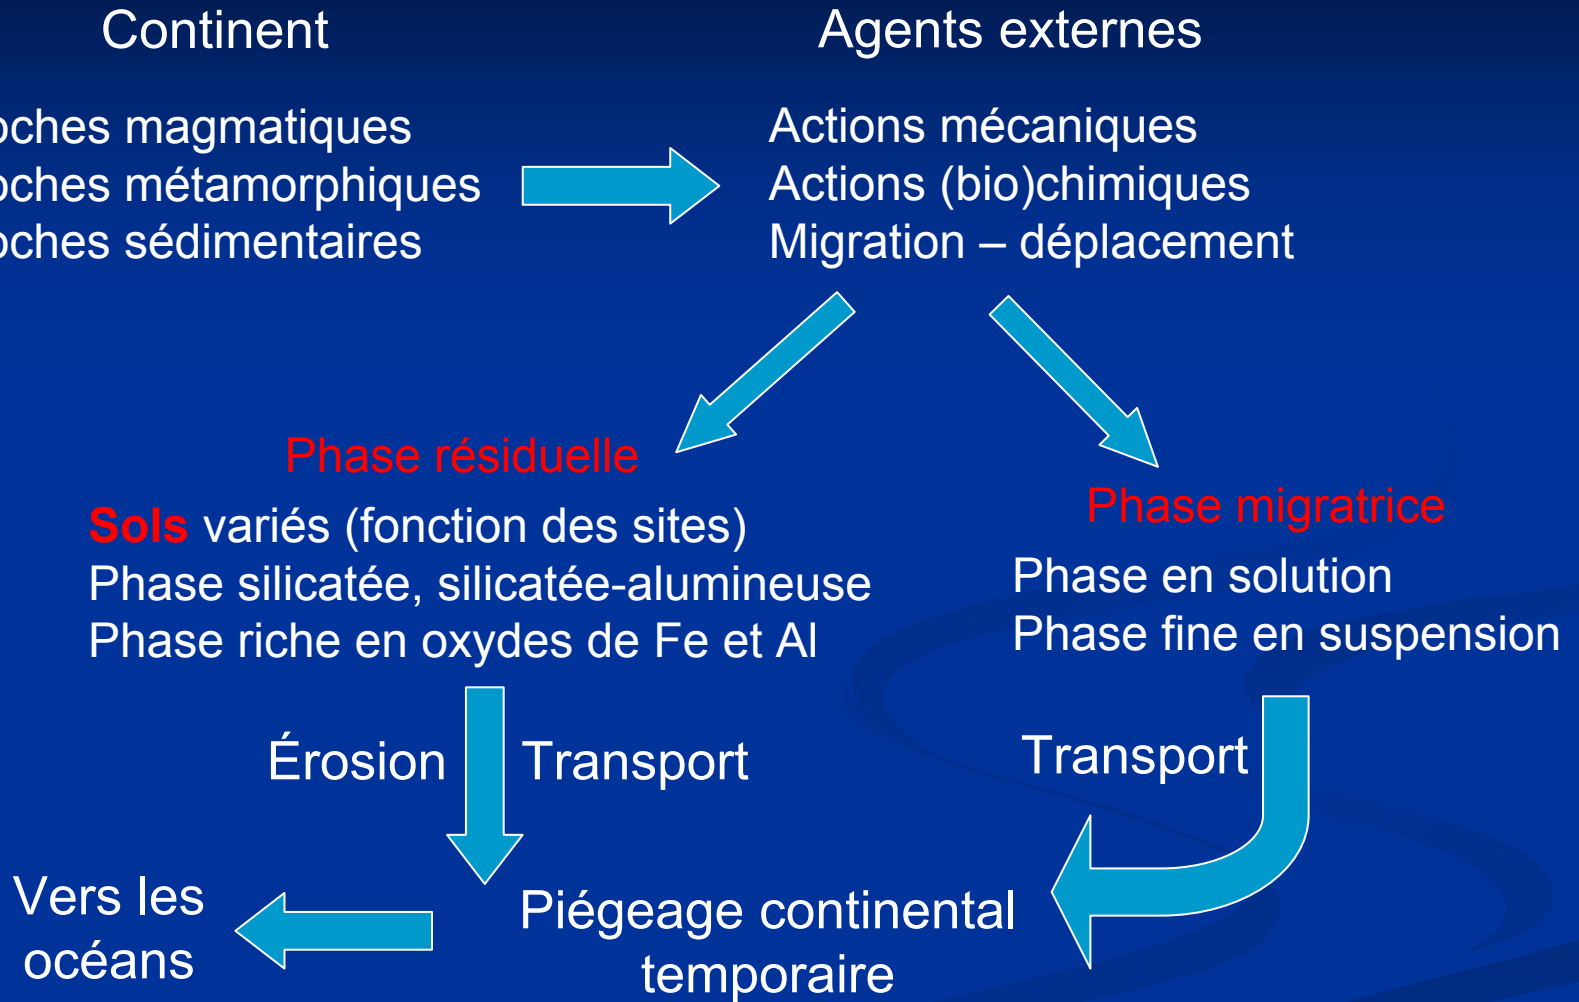 Continent
Agents externes
oches magmatiques
oches métamorphiques
oches sédimentaires
Actions mécaniques
Actions (bio)chimiques
Migration – déplacement
Phase résiduelle
Sols variés (fonction des sites)
Phase silicatée, silicatée-alumineuse
Phase riche en oxydes de Fe et Al
Phase migratrice
Phase en solution
Phase fine en suspension
Érosion
Transport
Transport
Piégeage continental
temporaire
Vers les
océans